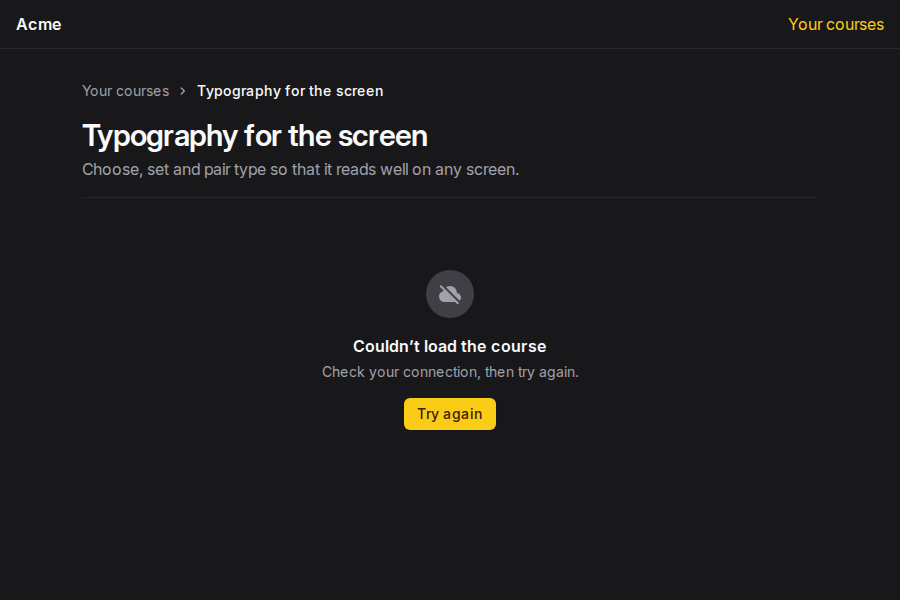 Acme
Your courses
Your courses > Typography for the screen
Typography for the screen
Choose, set and pair type so that it reads well on any screen.
Couldn’t load the course
Check your connection, then try again.
Try again